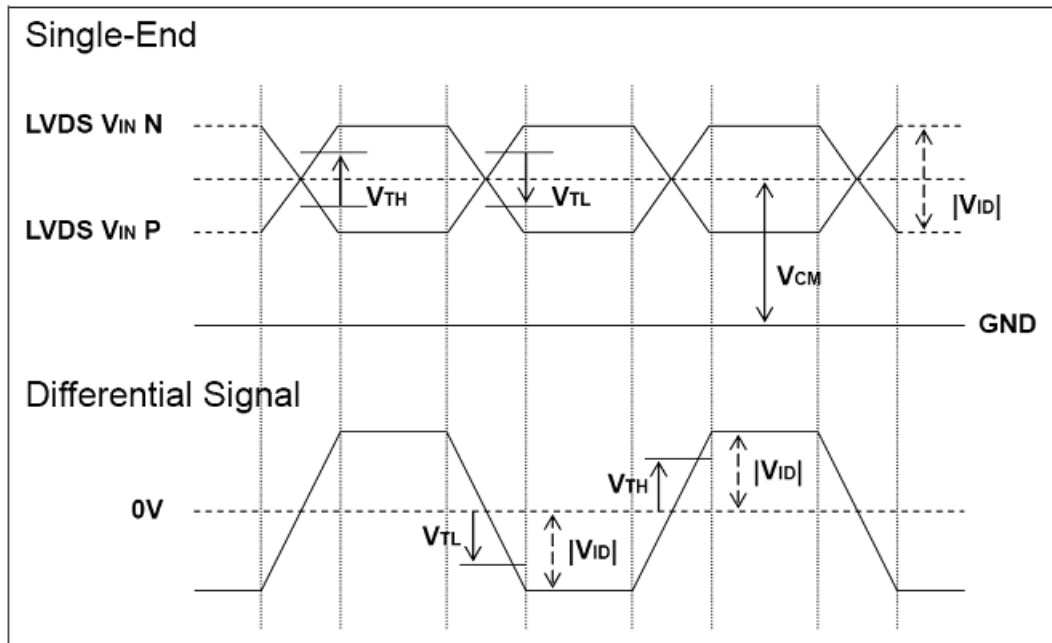 Single-End
LVDS VIN N
VTH
VTL
|VID|
LVDS VIN P
VCM
GND
Differential Signal
VTH
|VID|
0V
VTL
|VID|